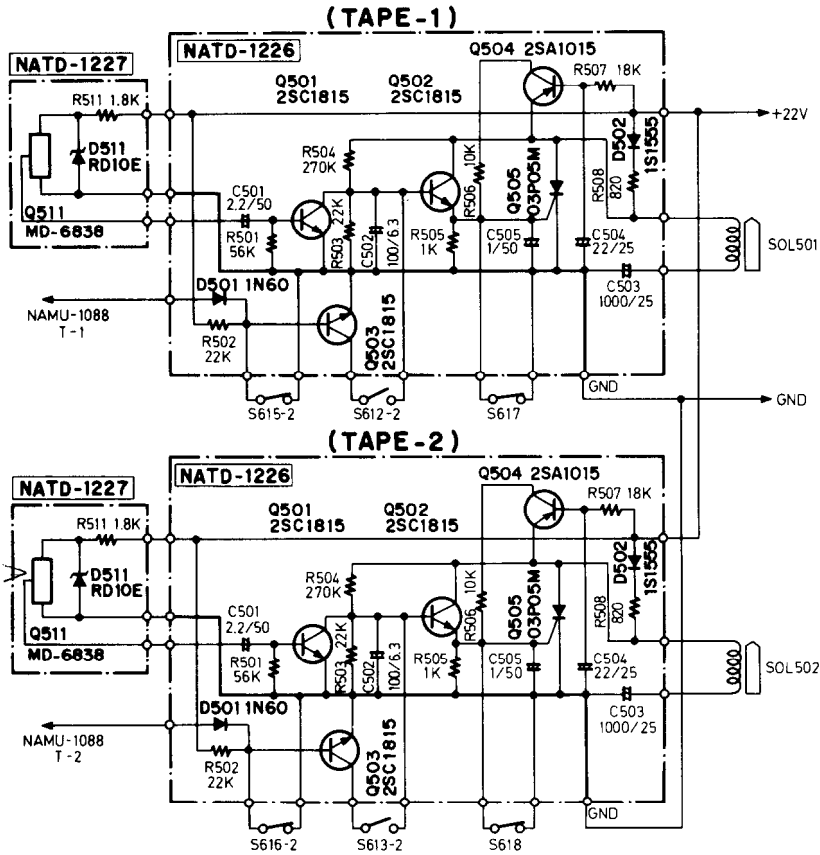 (TAPE-1)
NATD-1226
Q504 2SA1015
R507 18K
NATD-1227
Q501
2SC1815
Q502
2SC1815
R511 1.8K
+22V
D511
RD10E
R504
270K
10K
R506
Q505
03P05M
D502
1S1555
R508
820
C501
2.2/50
22K
R503
C502
100/6.3
Q511
MD-6838
R501
56K
R505
1K
C505
1/50
C504
22/25
SOL501
D501 1N60
C503
1000/25
NAMU-1088
T-1
R502
22K
Q503
2SC1815
GND
S615-2
S612-2
S617
GND
(TAPE-2)
NATD-1226
Q504 2SA1015
R507 18K
NATD-1227
Q501
2SC1815
Q502
2SC1815
R511 1.8K
D511
RD10E
R504
270K
10K
R506
Q505
03P05M
D502
1S1555
R508
820
C501
2.2/50
22K
R503
C502
100/6.3
Q511
MD-6838
R501
56K
R505
1K
C505
1/50
C504
22/25
SOL502
D501 1N60
C503
1000/25
NAMU-1088
T-2
R502
22K
Q503
2SC1815
GND
S616-2
S613-2
S618